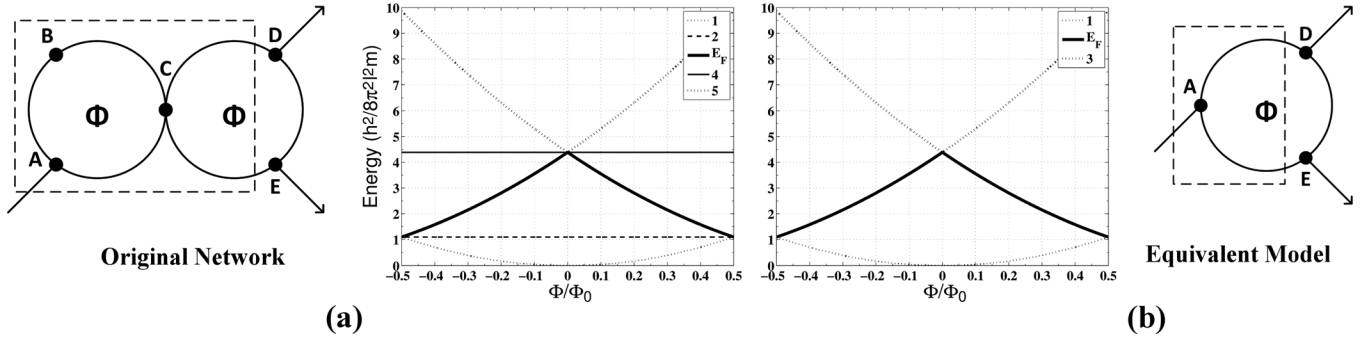 B
D
C
Φ
Φ
A
E
Original Network
Energy (h²/8π²l²m)
10
9
8
7
6
5
4
3
2
1
0
−0.5 −0.4 −0.3 −0.2 −0.1 0 0.1 0.2 0.3 0.4 0.5
Φ/Φ₀
1
2
E_F
4
5
(a)
10
9
8
7
6
5
4
3
2
1
0
−0.5 −0.4 −0.3 −0.2 −0.1 0 0.1 0.2 0.3 0.4 0.5
Φ/Φ₀
1
E_F
3
(b)
D
A
Φ
E
Equivalent Model